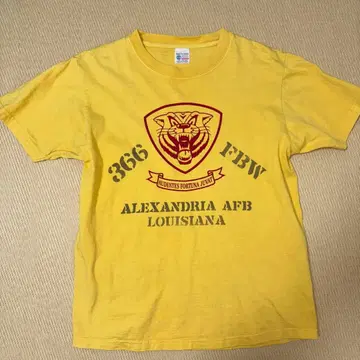 366 FBW
AUDENTES FORTUNA JUVAT
ALEXANDRIA AFB
LOUISIANA